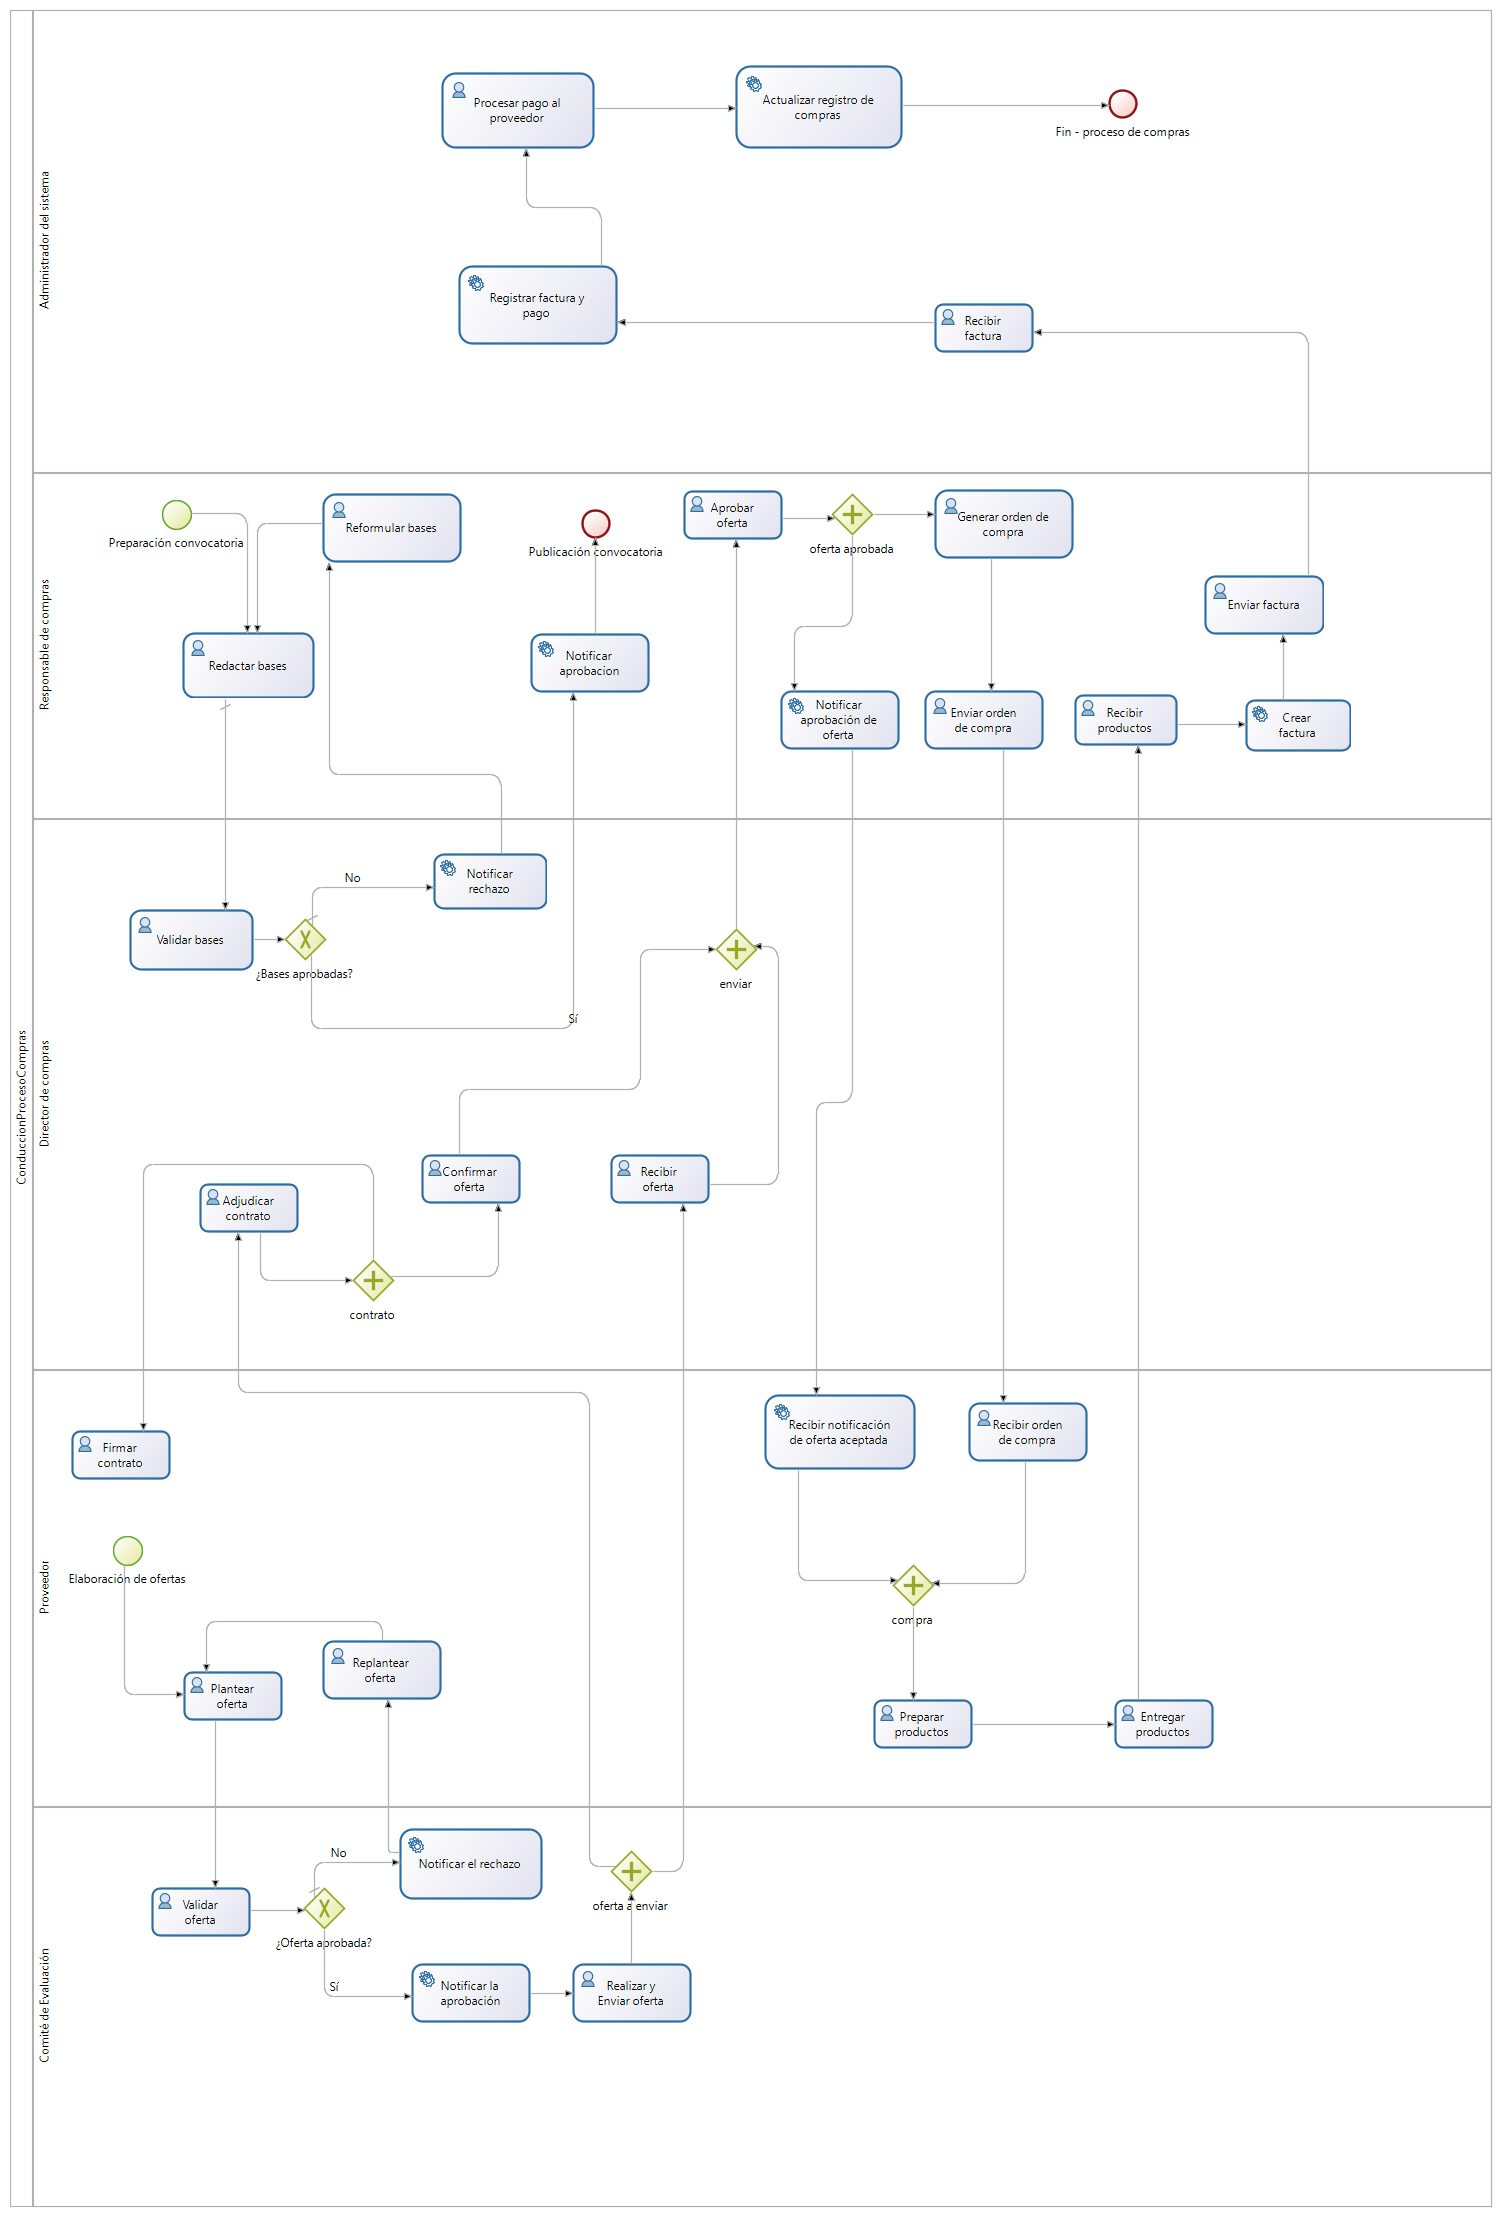 ConduccionProcesoCompras
Administrador del sistema
Procesar pago al
proveedor
Actualizar registro de
compras
Fin - proceso de compras
Registrar factura y
pago
Recibir
factura
Responsable de compras
Preparación convocatoria
Reformular bases
Publicación convocatoria
Aprobar
oferta
oferta aprobada
Generar orden de
compra
Enviar factura
Redactar bases
Notificar
aprobacion
Notificar
aprobación de
oferta
Enviar orden
de compra
Recibir
productos
Crear
factura
Director de compras
No
Notificar
rechazo
Validar bases
¿Bases aprobadas?
Sí
enviar
Adjudicar
contrato
Confirmar
oferta
Recibir
oferta
contrato
Proveedor
Firmar
contrato
Recibir notificación
de oferta aceptada
Recibir orden
de compra
Elaboración de ofertas
compra
Replantear
oferta
Plantear
oferta
Preparar
productos
Entregar
productos
Comité de Evaluación
No
Notificar el rechazo
Validar
oferta
¿Oferta aprobada?
oferta a enviar
Sí
Notificar la
aprobación
Realizar y
Enviar oferta